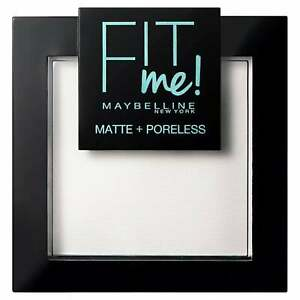 FIT
me!
MAYBELLINE
NEW YORK
MATTE + PORELESS